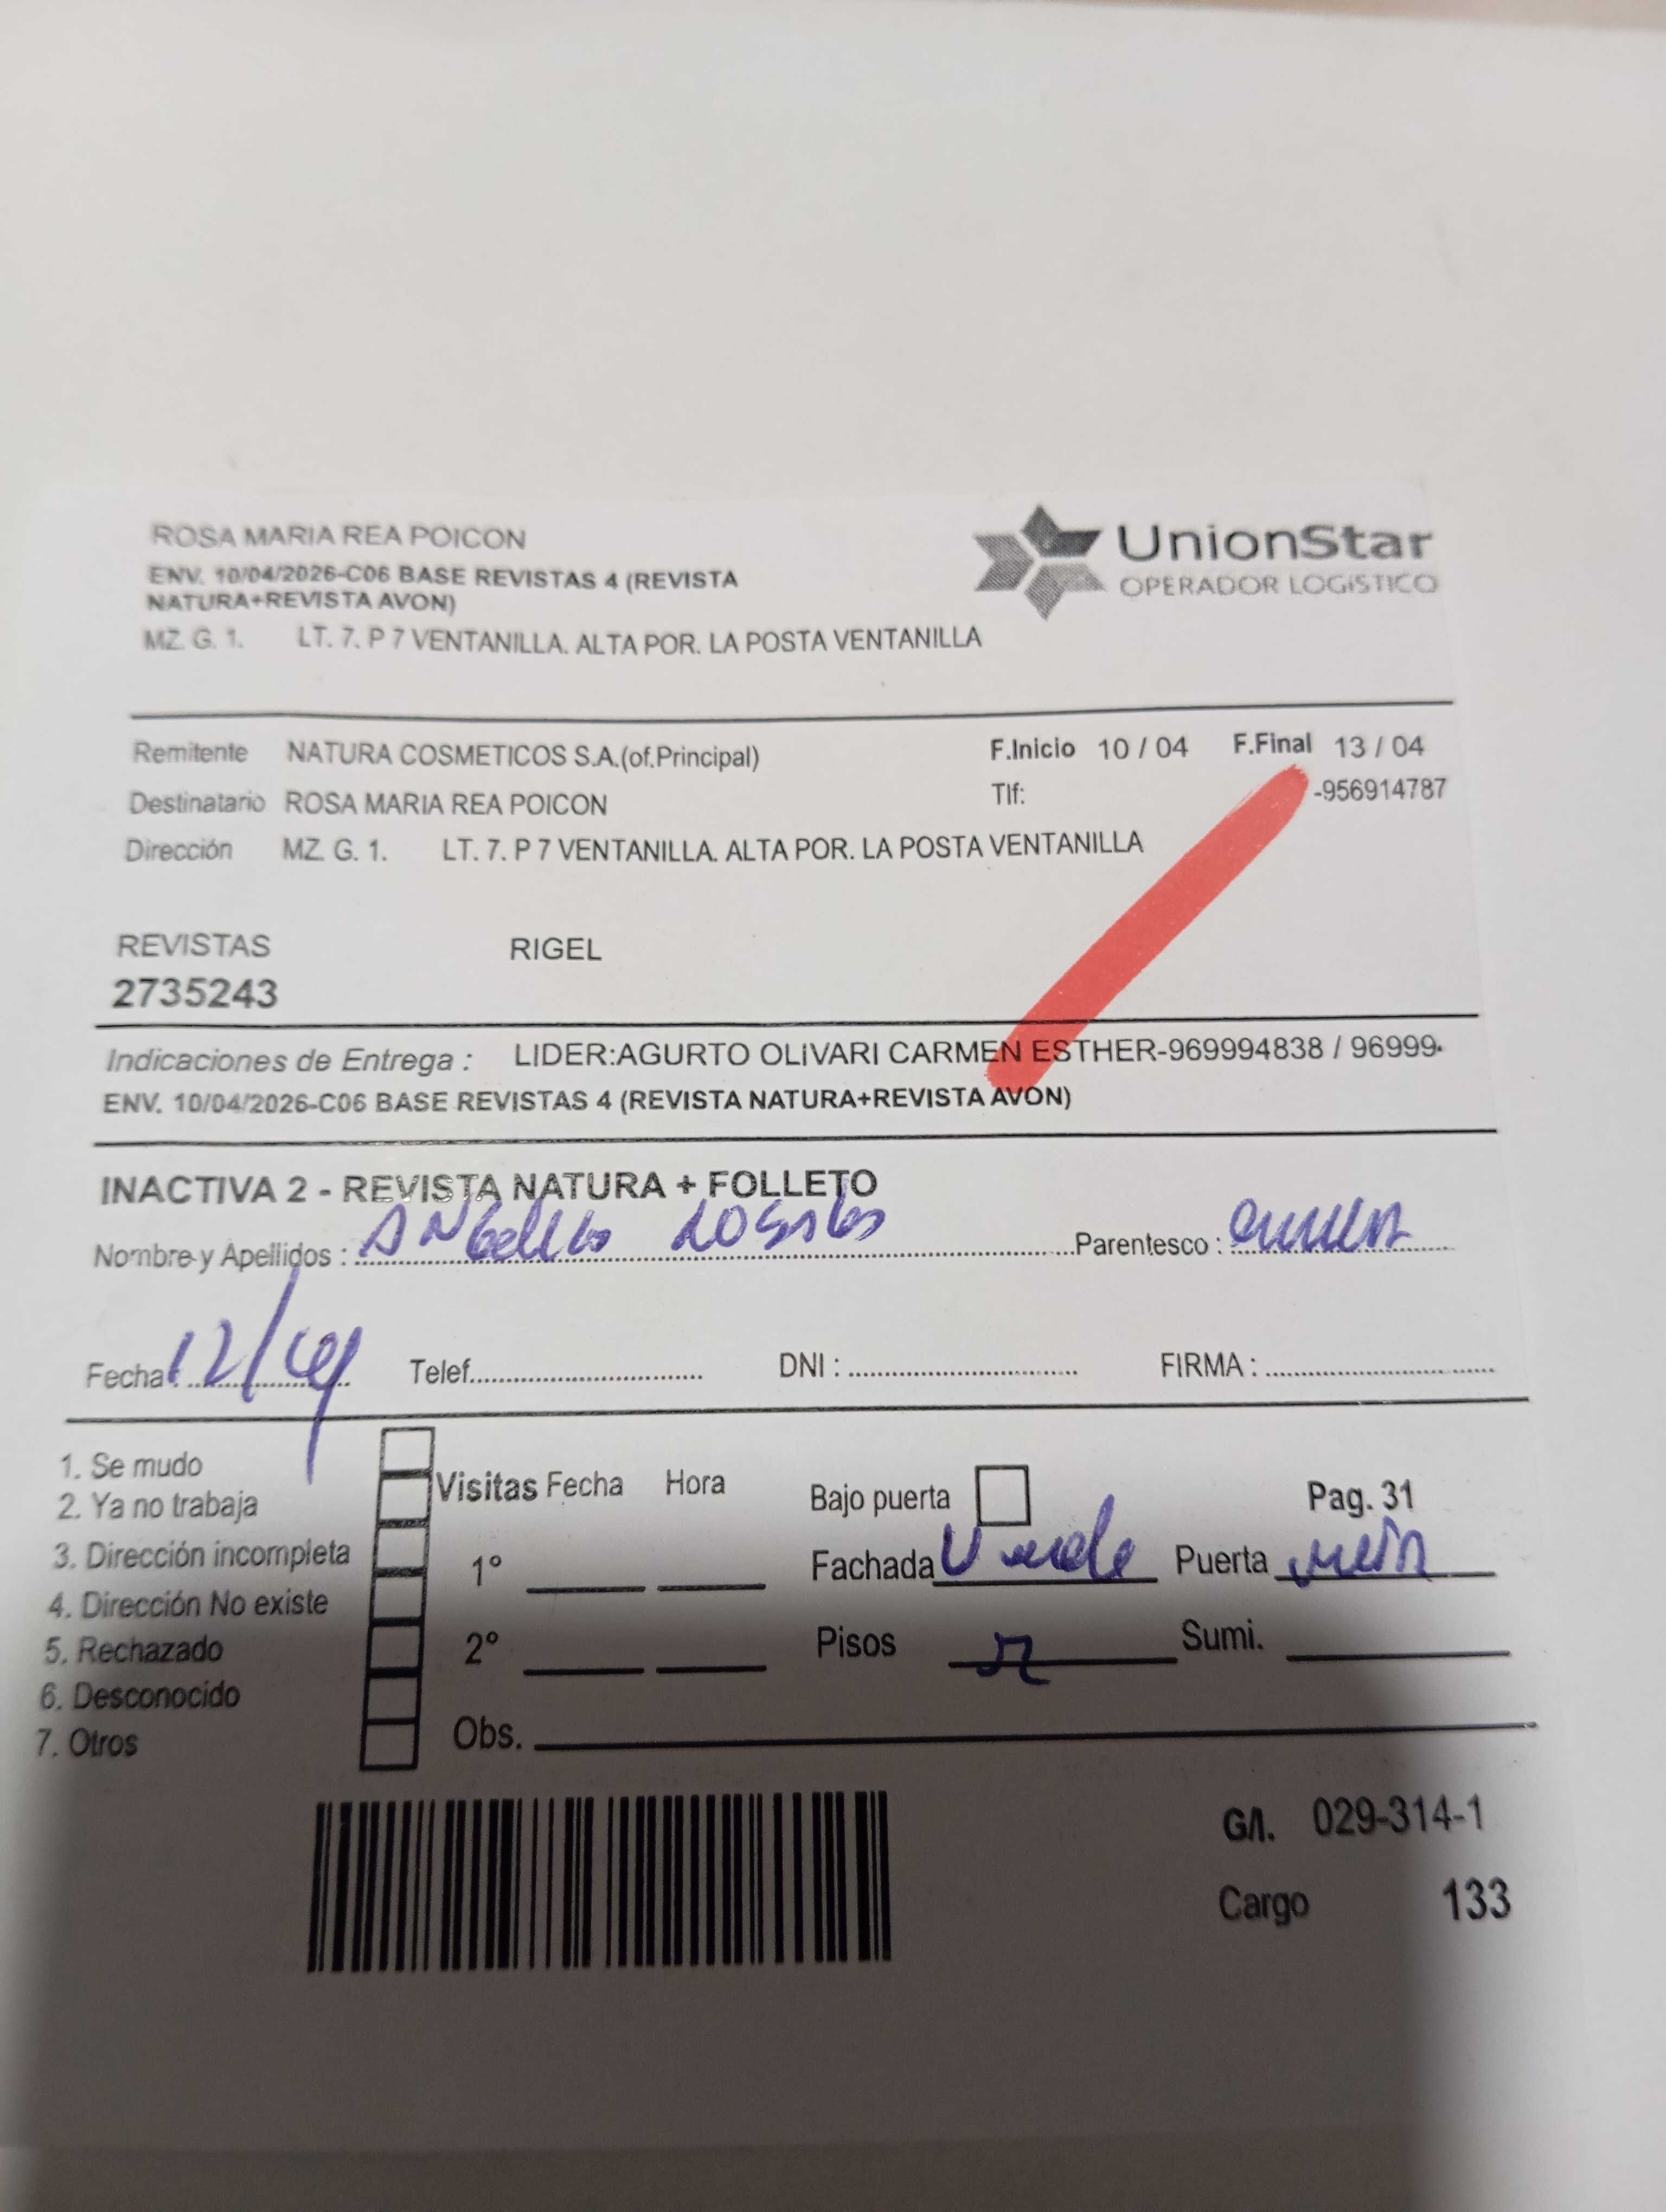 ROSA MARIA REA POICON
ENV. 10/04/2026-C06 BASE REVISTAS 4 (REVISTA
NATURA+REVISTA AVON)
MZ. G. 1. LT. 7. P 7 VENTANILLA. ALTA POR. LA POSTA VENTANILLA
UnionStar
OPERADOR LOGÍSTICO
Remitente NATURA COSMETICOS S.A.(of.Principal) F.Inicio 10 / 04 F.Final 13 / 04
Destinatario ROSA MARIA REA POICON Tlf: -956914787
Dirección MZ. G. 1. LT. 7. P 7 VENTANILLA. ALTA POR. LA POSTA VENTANILLA
REVISTAS RIGEL
2735243
Indicaciones de Entrega : LIDER:AGURTO OLIVARI CARMEN ESTHER-969994838 / 96999
ENV. 10/04/2026-C06 BASE REVISTAS 4 (REVISTA NATURA+REVISTA AVON)
INACTIVA 2 - REVISTA NATURA + FOLLETO
Nombre y Apellidos : Parentesco :
Fecha : 12/04 Telef. DNI : FIRMA :
1. Se mudo
2. Ya no trabaja
3. Dirección incompleta
4. Dirección No existe
5. Rechazado
6. Desconocido
7. Otros
Visitas Fecha Hora
1°
2°
Obs.
Bajo puerta Pag. 31
Fachada Verde Puerta
Pisos Sumi.
G/I. 029-314-1
Cargo 133